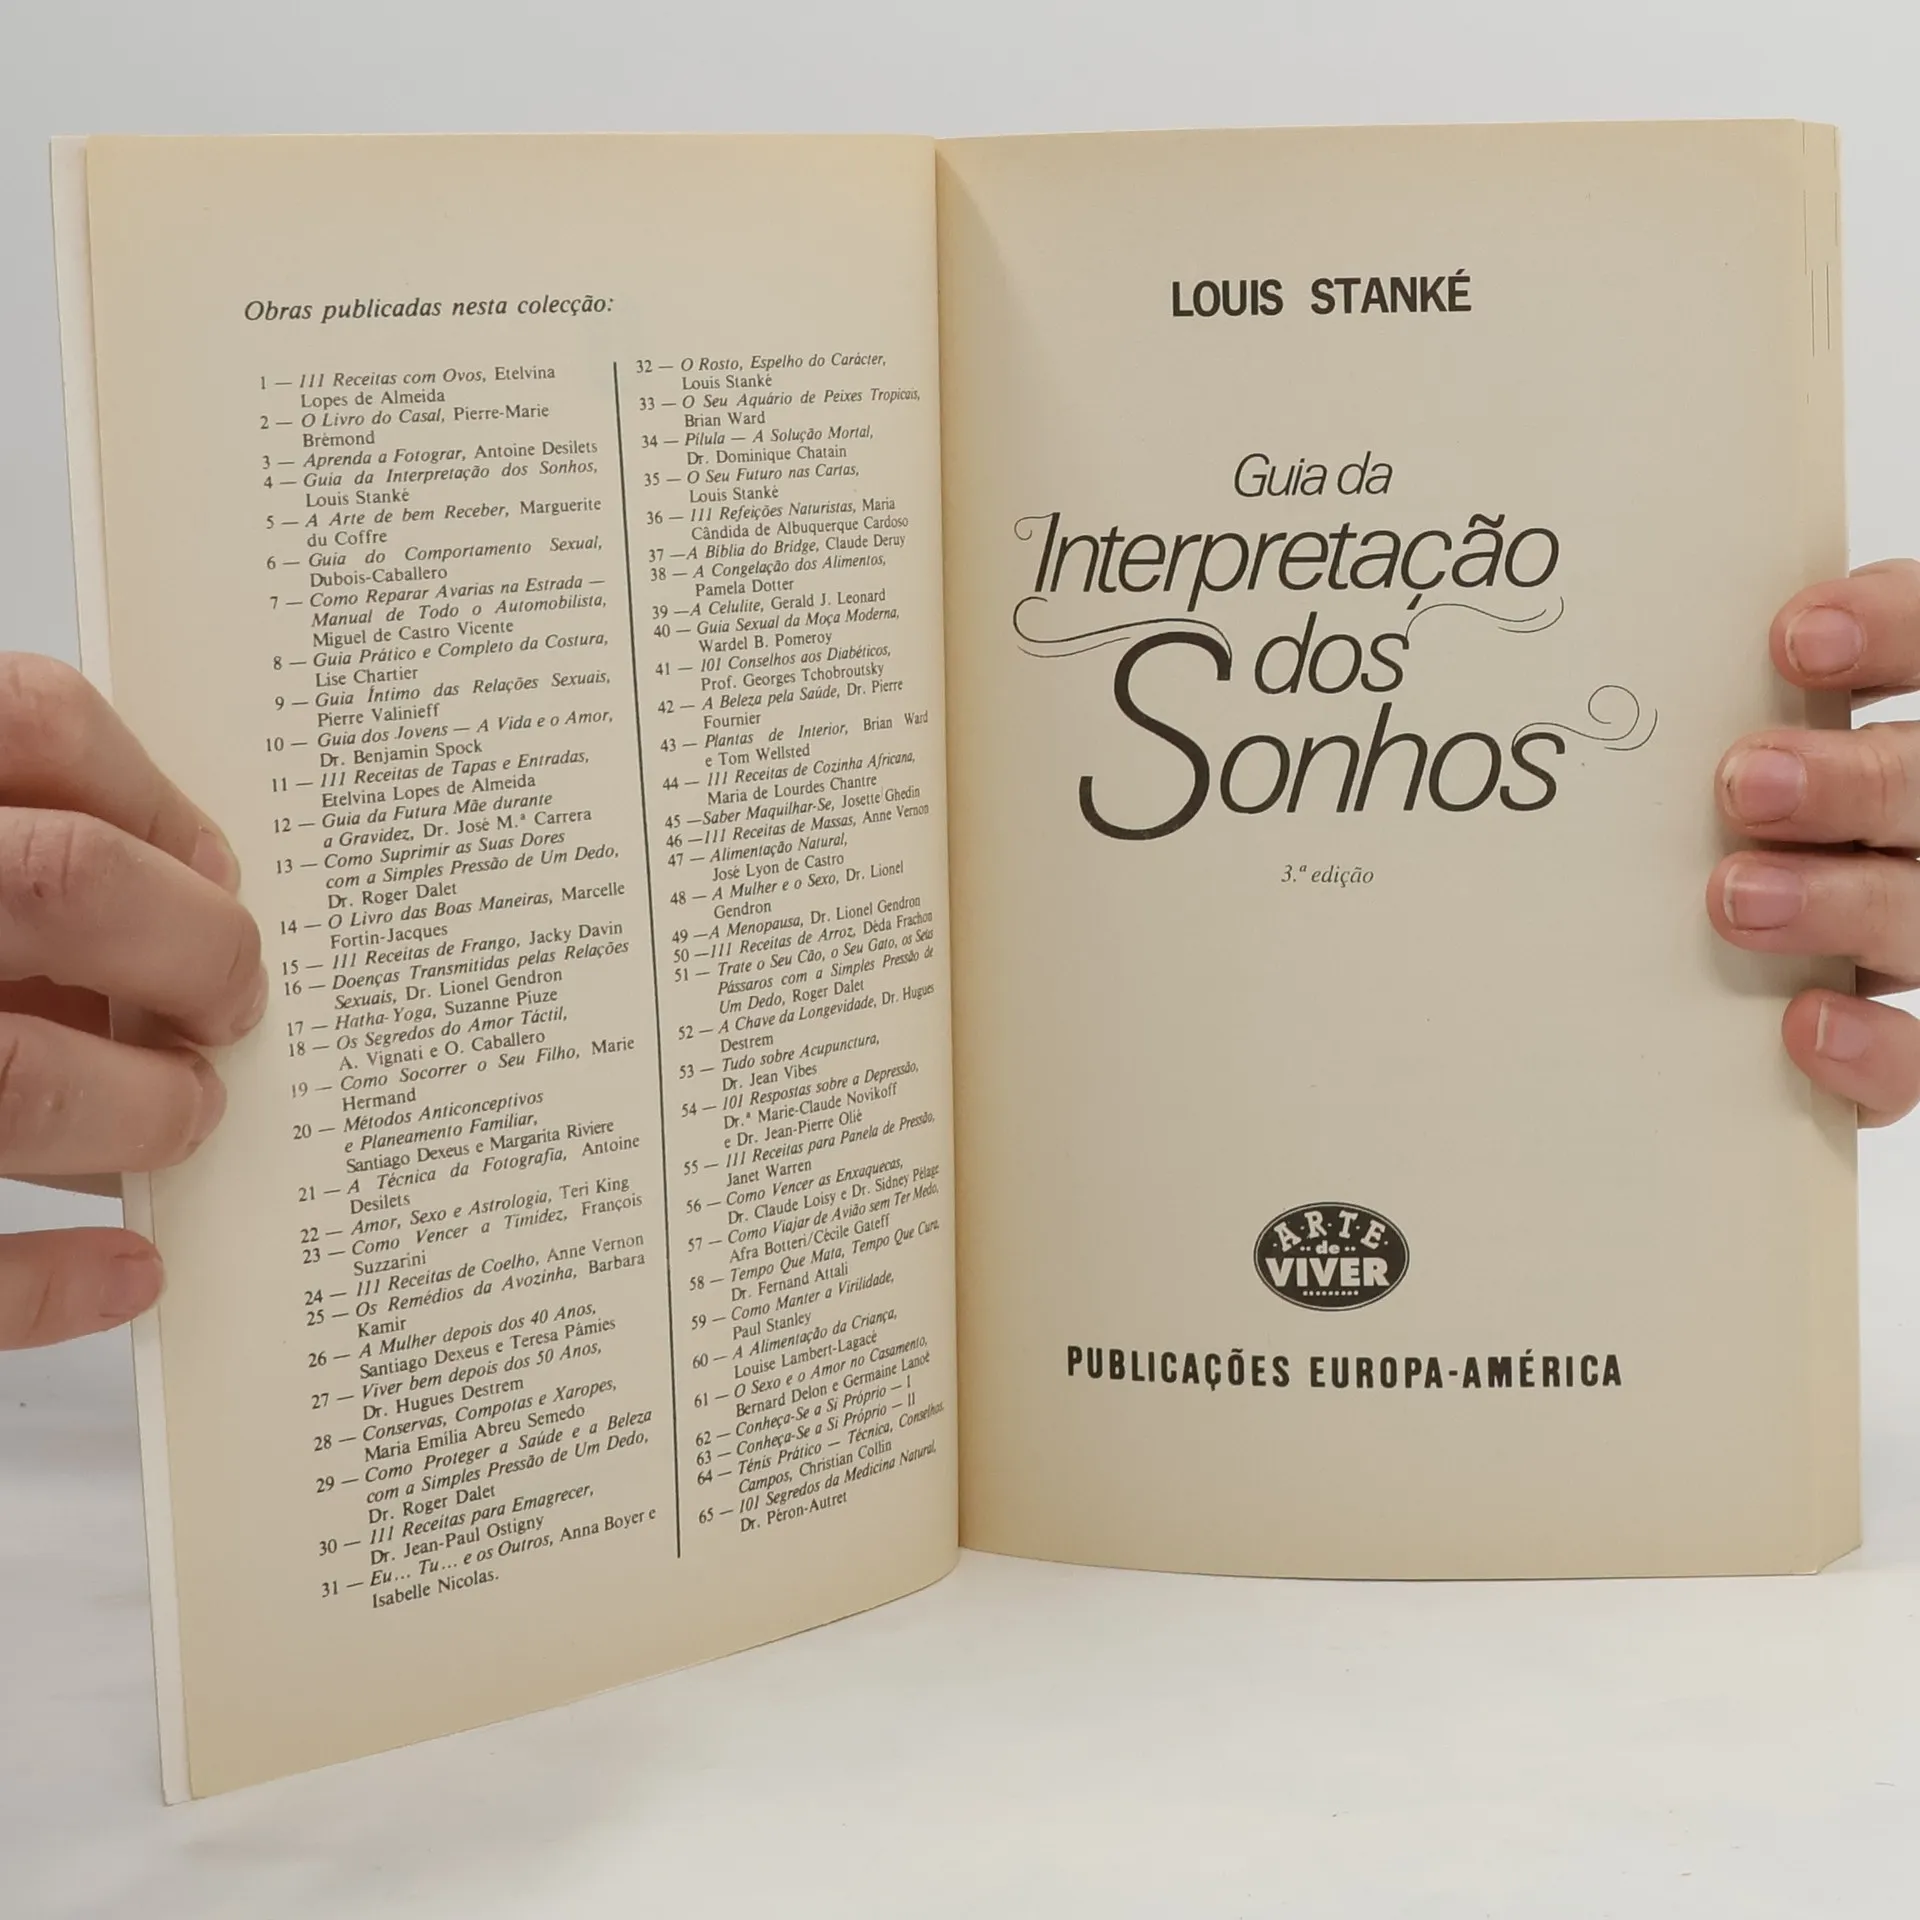 Obras publicadas nesta colecção:
1 — 111 Receitas com Ovos, Etelvina
Lopes de Almeida
2 — O Livro do Casal, Pierre-Marie
Brémond
3 — Aprenda a Fotograr, Antoine Desilets
4 — Guia da Interpretação dos Sonhos,
Louis Stanké
5 — A Arte de bem Receber, Marguerite
du Coffre
6 — Guia do Comportamento Sexual,
Dubois-Caballero
7 — Como Reparar Avarias na Estrada —
Manual de Todo o Automobilista,
Miguel de Castro Vicente
8 — Guia Prático e Completo da Costura,
Lise Chartier
9 — Guia Íntimo das Relações Sexuais,
Pierre Valinieff
10 — Guia dos Jovens — A Vida e o Amor,
Dr. Benjamin Spock
11 — 111 Receitas de Tapas e Entradas,
Etelvina Lopes de Almeida
12 — Guia da Futura Mãe durante
a Gravidez, Dr. José M.ª Carrera
13 — Como Suprimir as Suas Dores
com a Simples Pressão de Um Dedo,
Dr. Roger Dalet
14 — O Livro das Boas Maneiras, Marcelle
Fortin-Jacques
15 — 111 Receitas de Frango, Jacky Davin
16 — Doenças Transmitidas pelas Relações
Sexuais, Dr. Lionel Gendron
17 — Hatha-Yoga, Suzanne Piuze
18 — Os Segredos do Amor Táctil,
A. Vignati e O. Caballero
19 — Como Socorrer o Seu Filho, Marie
Hermand
20 — Métodos Anticonceptivos
e Planeamento Familiar,
Santiago Dexeus e Margarita Riviere
21 — A Técnica da Fotografia, Antoine
Desilets
22 — Amor, Sexo e Astrologia, Teri King
23 — Como Vencer a Timidez, François
Suzzarini
24 — 111 Receitas de Coelho, Anne Vernon
25 — Os Remédios da Avozinha, Barbara
Kamir
26 — A Mulher depois dos 40 Anos,
Santiago Dexeus e Teresa Pàmies
27 — Viver bem depois dos 50 Anos,
Dr. Hugues Destrem
28 — Conservas, Compotas e Xaropes,
Maria Emília Abreu Semedo
29 — Como Proteger a Saúde e a Beleza
com a Simples Pressão de Um Dedo,
Dr. Roger Dalet
30 — 111 Receitas para Emagrecer,
Dr. Jean-Paul Ostigny
31 — Eu... Tu... e os Outros, Anna Boyer e
Isabelle Nicolas.
32 — O Rosto, Espelho do Carácter,
Louis Stanké
33 — O Seu Aquário de Peixes Tropicais,
Brian Ward
34 — Pílula — A Solução Mortal,
Dr. Dominique Chatain
35 — O Seu Futuro nas Cartas,
Louis Stanké
36 — 111 Refeições Naturistas, Maria
Cândida de Albuquerque Cardoso
37 — A Bíblia do Bridge, Claude Deruy
38 — A Congelação dos Alimentos,
Pamela Dotter
39 — A Celulite, Gerald J. Leonard
40 — Guia Sexual da Moça Moderna,
Wardel B. Pomeroy
41 — 101 Conselhos aos Diabéticos,
Prof. Georges Tchobroutsky
42 — A Beleza pela Saúde, Dr. Pierre
Fournier
43 — Plantas de Interior, Brian Ward
e Tom Wellsted
44 — 111 Receitas de Cozinha Africana,
Maria de Lourdes Chantre
45 — Saber Maquilhar-Se, Josette Ghedin
46 — 111 Receitas de Massas, Anne Vernon
47 — Alimentação Natural,
José Lyon de Castro
48 — A Mulher e o Sexo, Dr. Lionel
Gendron
49 — A Menopausa, Dr. Lionel Gendron
50 — 111 Receitas de Arroz, Déda Frachon
51 — Trate o Seu Cão, o Seu Gato, os Seus
Pássaros com a Simples Pressão de
Um Dedo, Roger Dalet
52 — A Chave da Longevidade, Dr. Hugues
Destrem
53 — Tudo sobre Acupunctura,
Dr. Jean Vibes
54 — 101 Respostas sobre a Depressão,
Dr.ª Marie-Claude Novikoff
e Dr. Jean-Pierre Olié
55 — 111 Receitas para Panela de Pressão,
Janet Warren
56 — Como Vencer as Enxaquecas,
Dr. Claude Loisy e Dr. Sidney Pélage
57 — Como Viajar de Avião sem Ter Medo,
Afra Botteri/Cécile Gateff
58 — Tempo Que Mata, Tempo Que Cura,
Dr. Fernand Attali
59 — Como Manter a Virilidade,
Paul Stanley
60 — A Alimentação da Criança,
Louise Lambert-Lagacé
61 — O Sexo e o Amor no Casamento,
Bernard Delon e Germaine Lanoë
62 — Conheça-Se a Si Próprio — I
63 — Conheça-Se a Si Próprio — II
64 — Ténis Prático — Técnica, Conselhos,
Campos, Christian Collin
65 — 101 Segredos da Medicina Natural,
Dr. Péron-Autret
LOUIS STANKÉ
Guia da
Interpretação
dos
Sonhos
3.ª edição
ARTE
de
VIVER
PUBLICAÇÕES EUROPA-AMÉRICA